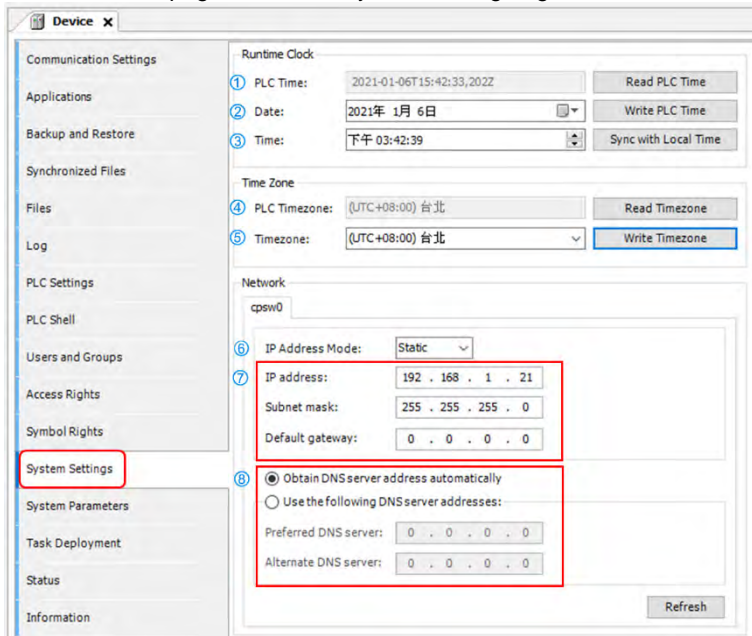 Device X
Communication Settings
Applications
Backup and Restore
Synchronized Files
Files
Log
PLC Settings
PLC Shell
Users and Groups
Access Rights
Symbol Rights
System Settings
System Parameters
Task Deployment
Status
Information
Runtime Clock
① PLC Time: 2021-01-06T15:42:33,202Z Read PLC Time
② Date: 2021年 1月 6日 Write PLC Time
③ Time: 下午 03:42:39 Sync with Local Time
Time Zone
④ PLC Timezone: (UTC+08:00) 台北 Read Timezone
⑤ Timezone: (UTC+08:00) 台北 Write Timezone
Network
cpsw0
⑥ IP Address Mode: Static
⑦ IP address: 192 . 168 . 1 . 21
Subnet mask: 255 . 255 . 255 . 0
Default gateway: 0 . 0 . 0 . 0
⑧ Obtain DNS server address automatically
Use the following DNS server addresses:
Preferred DNS server: 0 . 0 . 0 . 0
Alternate DNS server: 0 . 0 . 0 . 0
Refresh